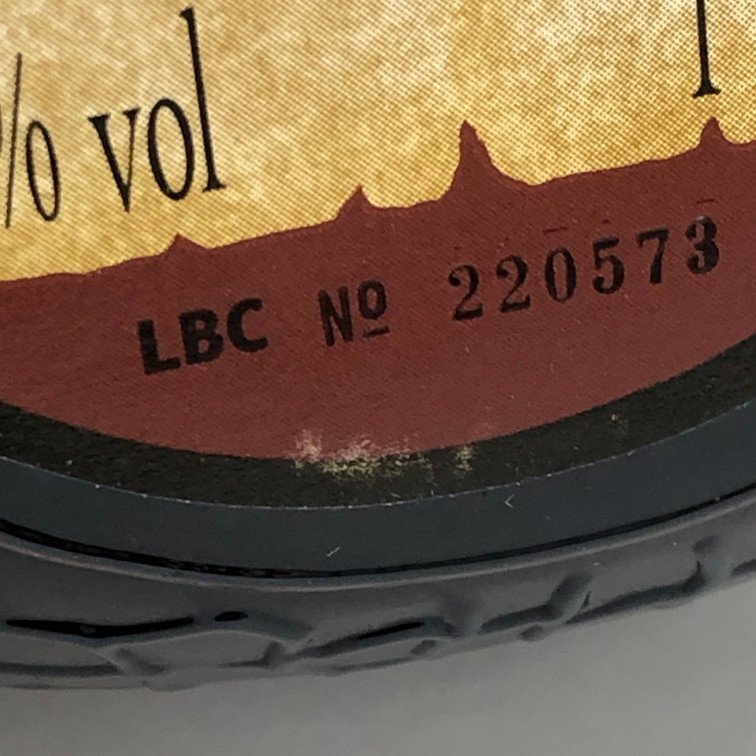 % vol
LBC Nº 220573